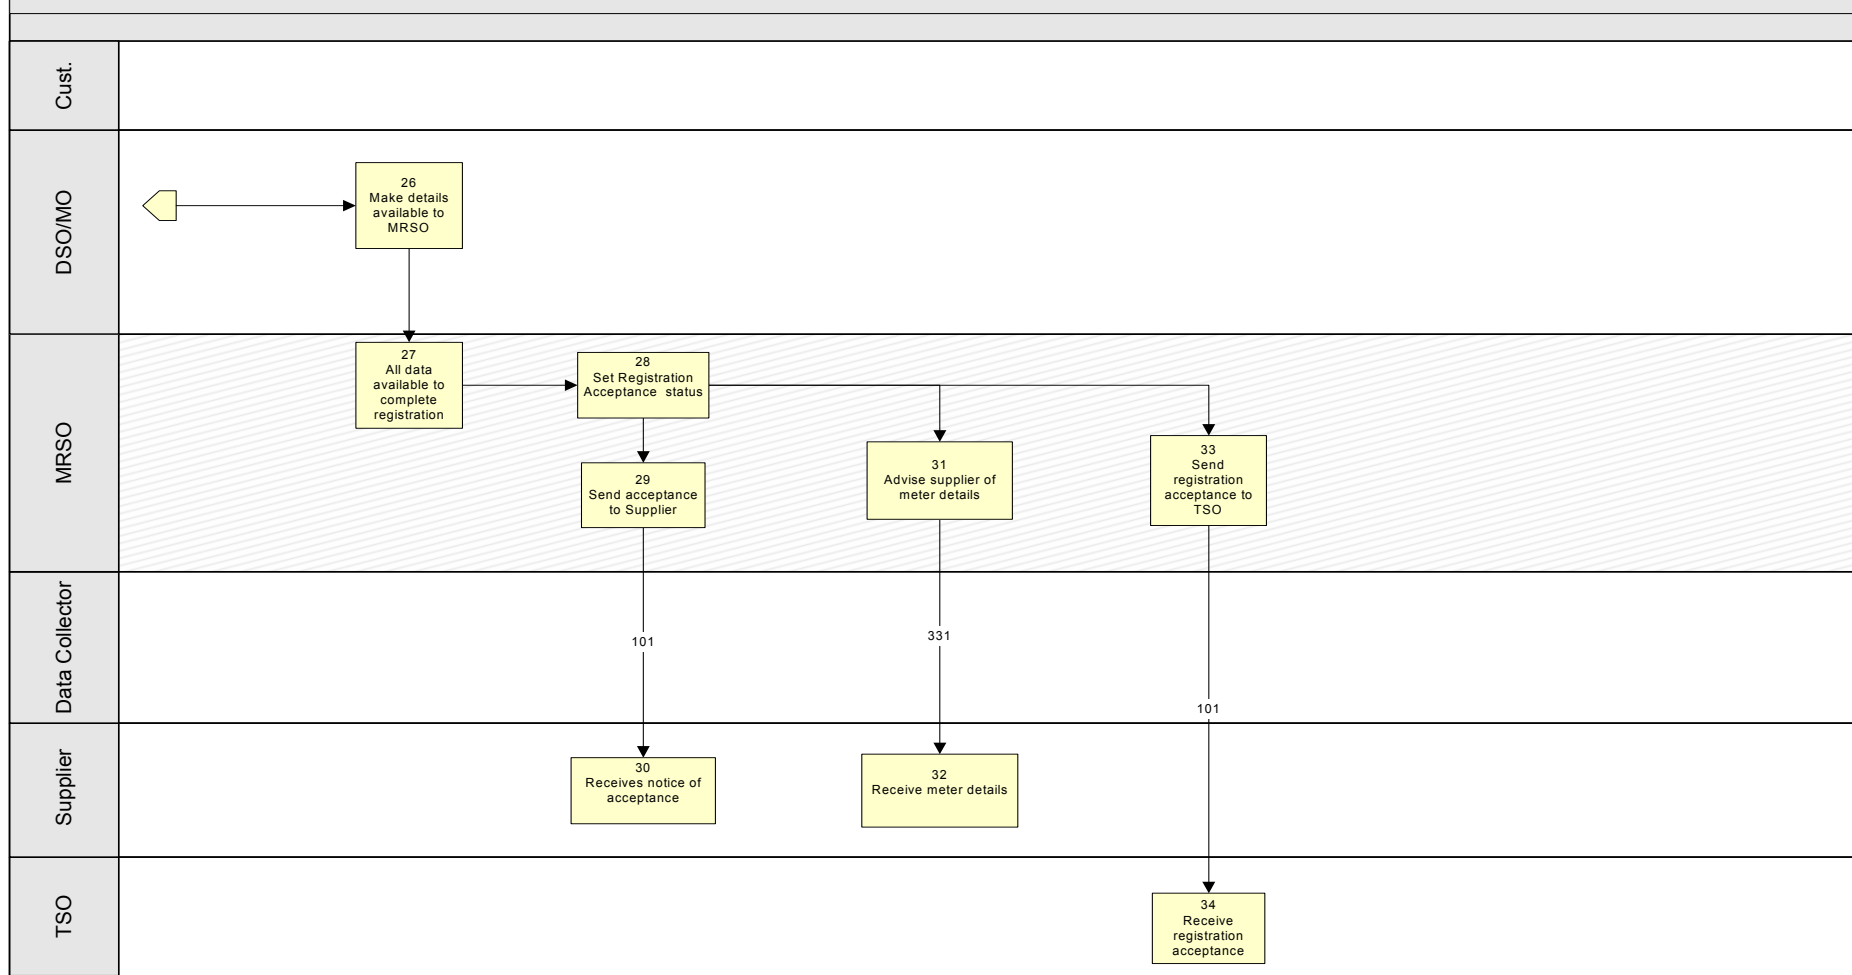 Cust.
DSO/MO
26
Make details
available to
MRSO
MRSO
27
All data
available to
complete
registration
28
Set Registration
Acceptance status
29
Send acceptance
to Supplier
31
Advise supplier of
meter details
33
Send
registration
acceptance to
TSO
Data Collector
101
331
101
Supplier
30
Receives notice of
acceptance
32
Receive meter details
TSO
34
Receive
registration
acceptance